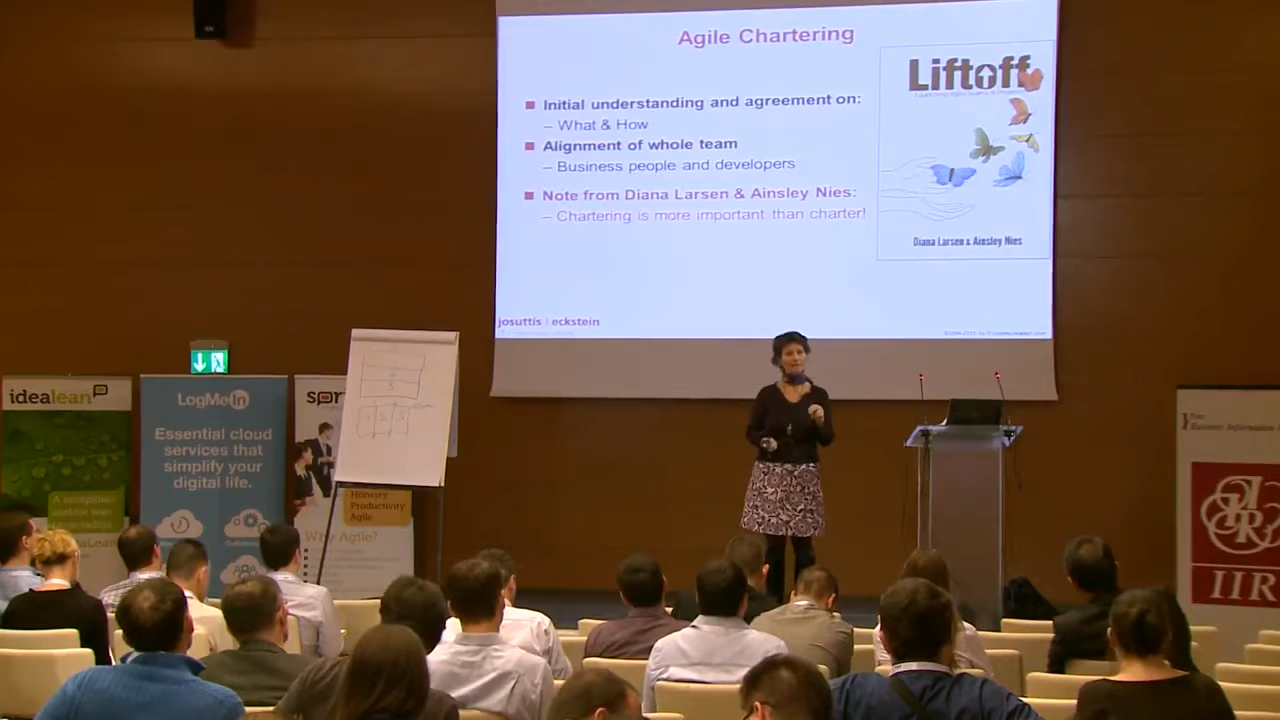 Agile Chartering
Liftoff
Initial understanding and agreement on:
– What & How
Alignment of whole team
– Business people and developers
Note from Diana Larsen & Ainsley Nies:
– Chartering is more important than charter!
Diana Larsen & Ainsley Nies
josuttis | eckstein
idealean
LogMeIn
Essential cloud
services that
simplify your
digital life.
Honesty
Productivity
Agile
Why Agile?
IIR